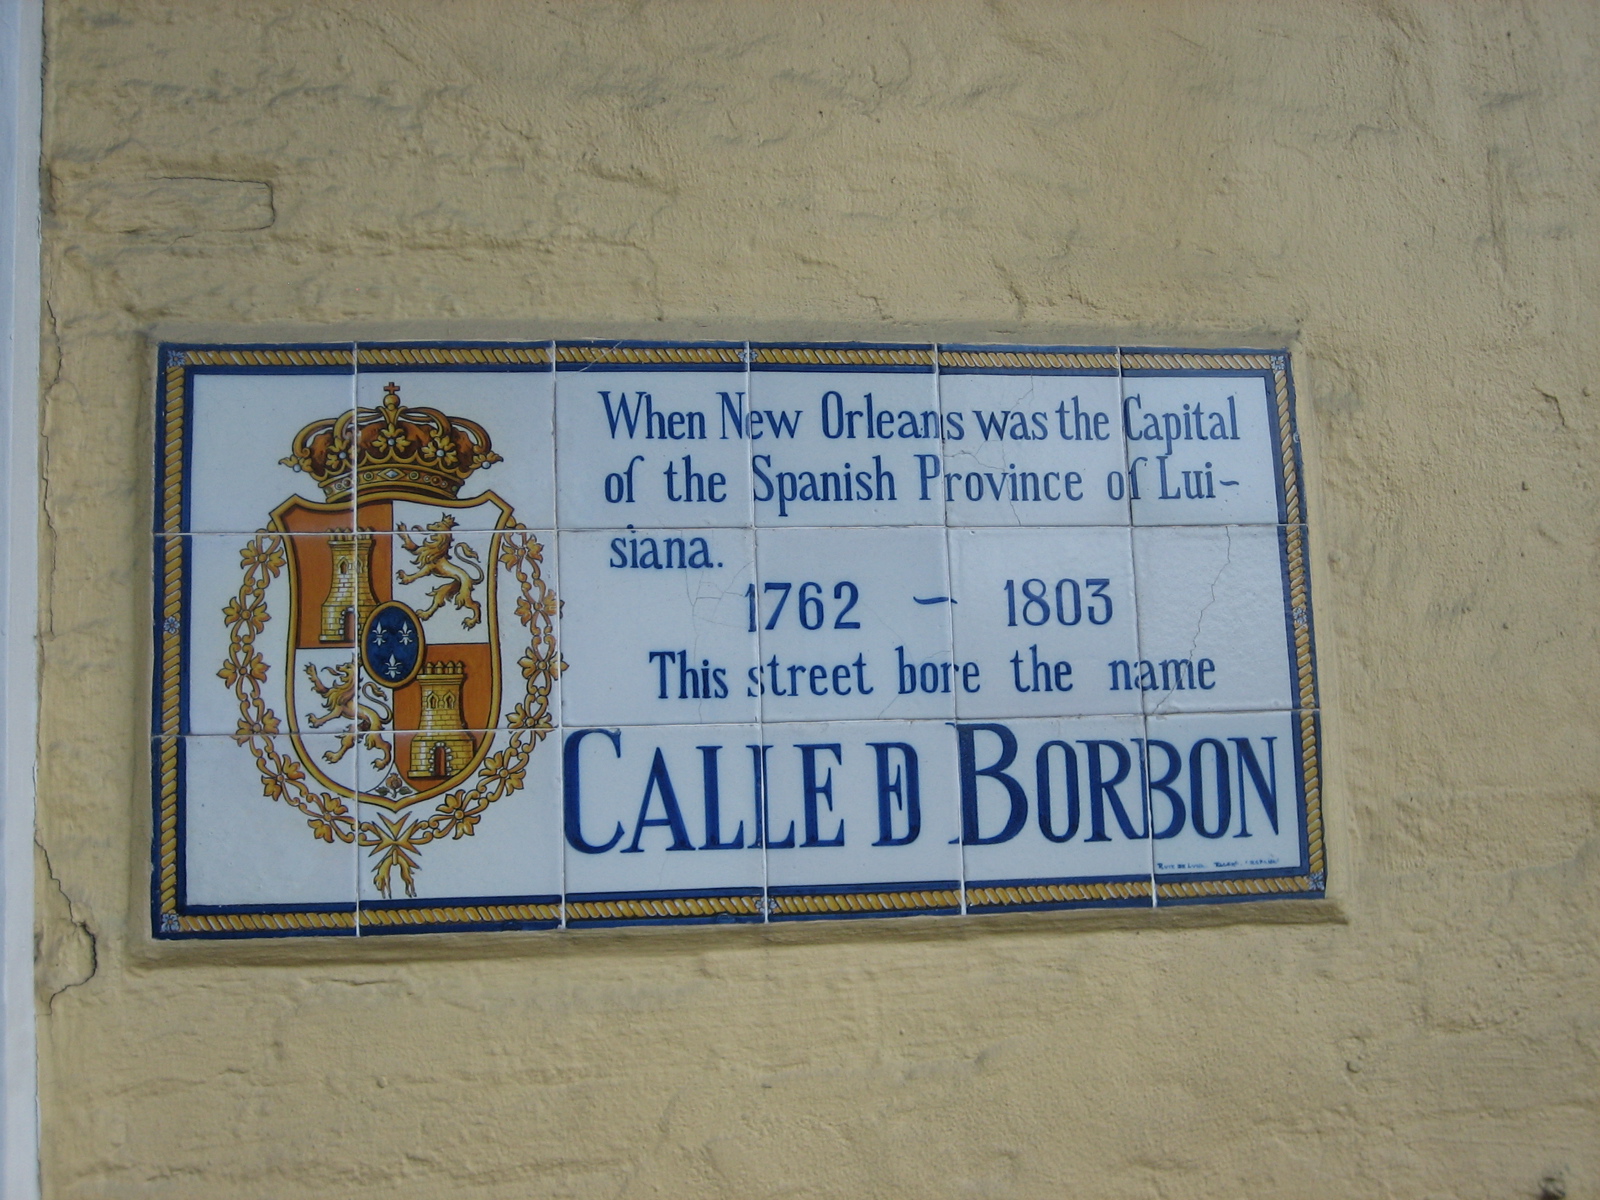 When New Orleans was the Capital
of the Spanish Province of Lui-
siana.
1762 - 1803
This street bore the name
CALLE D BORBON